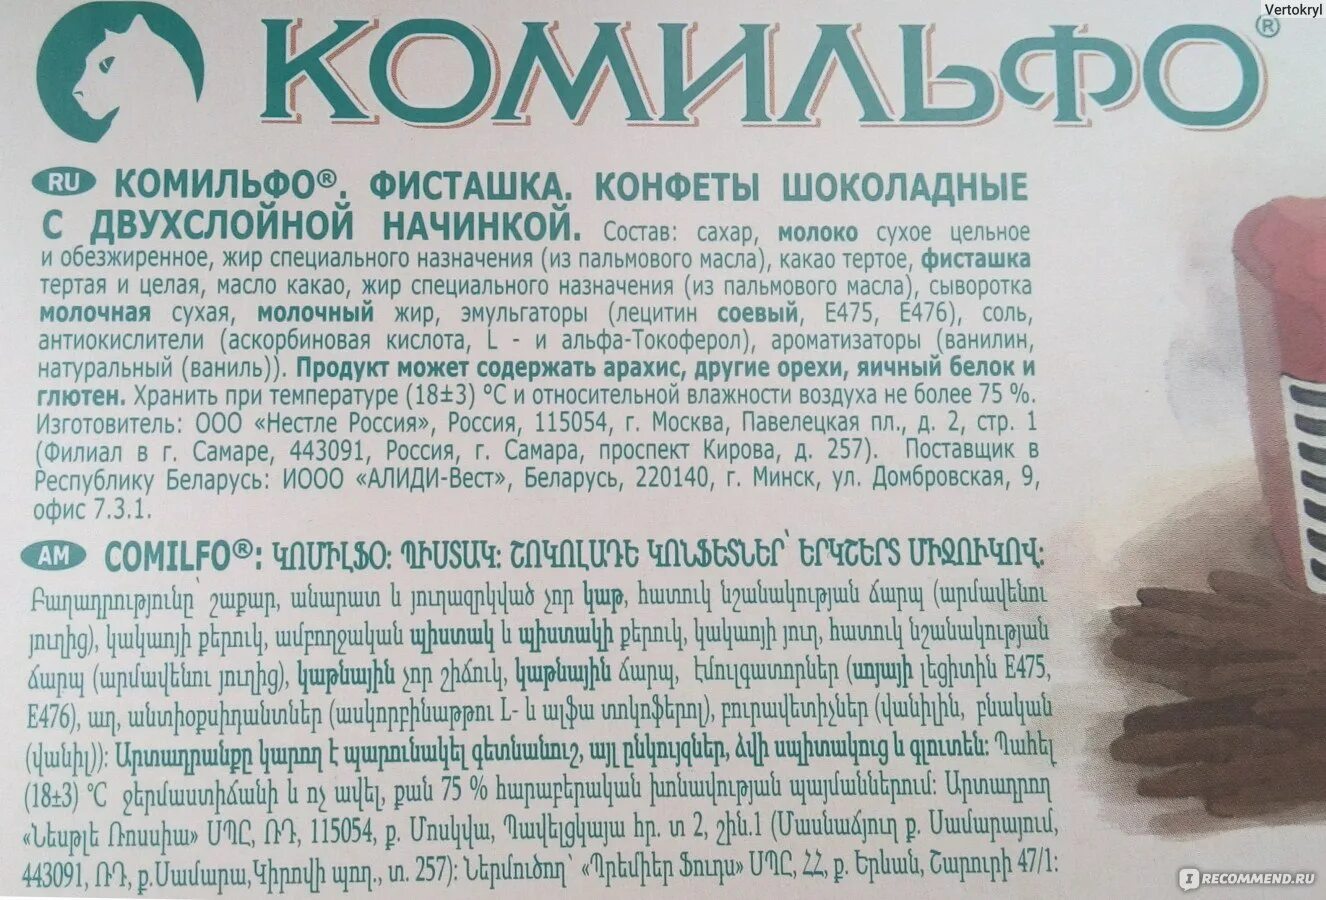 Vertokryl
КОМИЛЬФО®
RU КОМИЛЬФО®. ФИСТАШКА. КОНФЕТЫ ШОКОЛАДНЫЕ
С ДВУХСЛОЙНОЙ НАЧИНКОЙ. Состав: сахар, молоко сухое цельное
и обезжиренное, жир специального назначения (из пальмового масла), какао тертое, фисташка
тертая и целая, масло какао, жир специального назначения (из пальмового масла), сыворотка
молочная сухая, молочный жир, эмульгаторы (лецитин соевый, Е475, Е476), соль,
антиокислители (аскорбиновая кислота, L - и альфа-Токоферол), ароматизаторы (ванилин,
натуральный (ваниль)). Продукт может содержать арахис, другие орехи, яичный белок и
глютен. Хранить при температуре (18±3) °С и относительной влажности воздуха не более 75 %.
Изготовитель: ООО «Нестле Россия», Россия, 115054, г. Москва, Павелецкая пл., д. 2, стр. 1
(Филиал в г. Самаре, 443091, Россия, г. Самара, проспект Кирова, д. 257). Поставщик в
Республику Беларусь: ИООО «АЛИДИ-Вест», Беларусь, 220140, г. Минск, ул. Домбровская, 9,
офис 7.3.1.
AM COMILFO®: ԿՈՄԻԼՖՕ: ՊԻՍՏԱԿ: ՇՈԿՈԼԱԴԵ ԿՈՆՖԵՏՆԵՐ՝ ԵՐԿՇԵՐՏ ՄԻՋՈՒԿՈՎ:
Բաղադրությունը՝ շաքար, անարատ և յուղազրկված չոր կաթ, հատուկ նշանակության ճարպ (արմավենու
յուղից), կակաոյի քերուկ, ամբողջական պիստակ և պիստակի քերուկ, կակաոյի յուղ, հատուկ նշանակության
ճարպ (արմավենու յուղից), կաթնային չոր շիճուկ, կաթնային ճարպ, էմուլգատորներ (սոյայի լեցիտին E475,
E476), աղ, անտիօքսիդանտներ (ասկորբինաթթու L- և ալֆա տոկոֆերոլ), բուրավետիչներ (վանիլին, բնական
(վանիլ)): Արտադրանքը կարող է պարունակել գետնանուշ, այլ ընկույզներ, ձվի սպիտակուց և գլուտեն: Պահել
(18±3) °C ջերմաստիճանի և ոչ ավել, քան 75 % հարաբերական խոնավության պայմաններում: Արտադրող
«Նեսթլե Ռոսսիա» ՍՊԸ, ՌԴ, 115054, ք. Մոսկվա, Պավելցկայա հր. տ 2, շին.1 (Մասնաճյուղ ք. Սամարայում,
443091, ՌԴ, ք.Սամարա,Կիրովի պող., տ. 257): Ներմուծող՝ «Պրեմիեր Ֆուդս» ՍՊԸ, ՀՀ, ք. Երևան, Շարուրի 47/1:
IRECOMMEND.RU